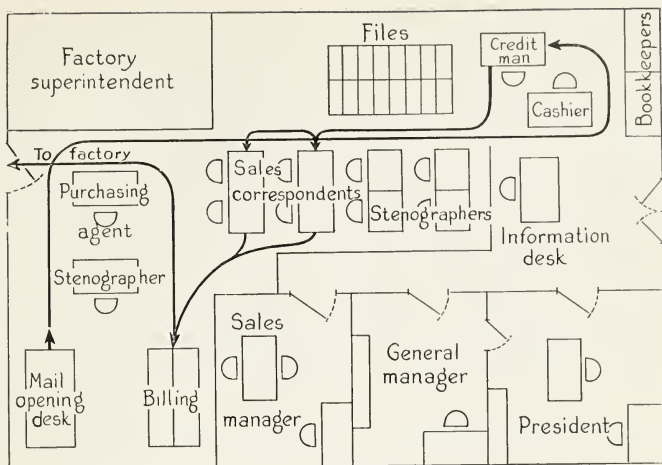 Factory
superintendent
Files
Credit
man
Cashier
Bookkeepers
To factory
Purchasing
agent
Stenographer
Sales
correspondents
Stenographers
Information
desk
Mail
opening
desk
Billing
Sales
manager
General
manager
President